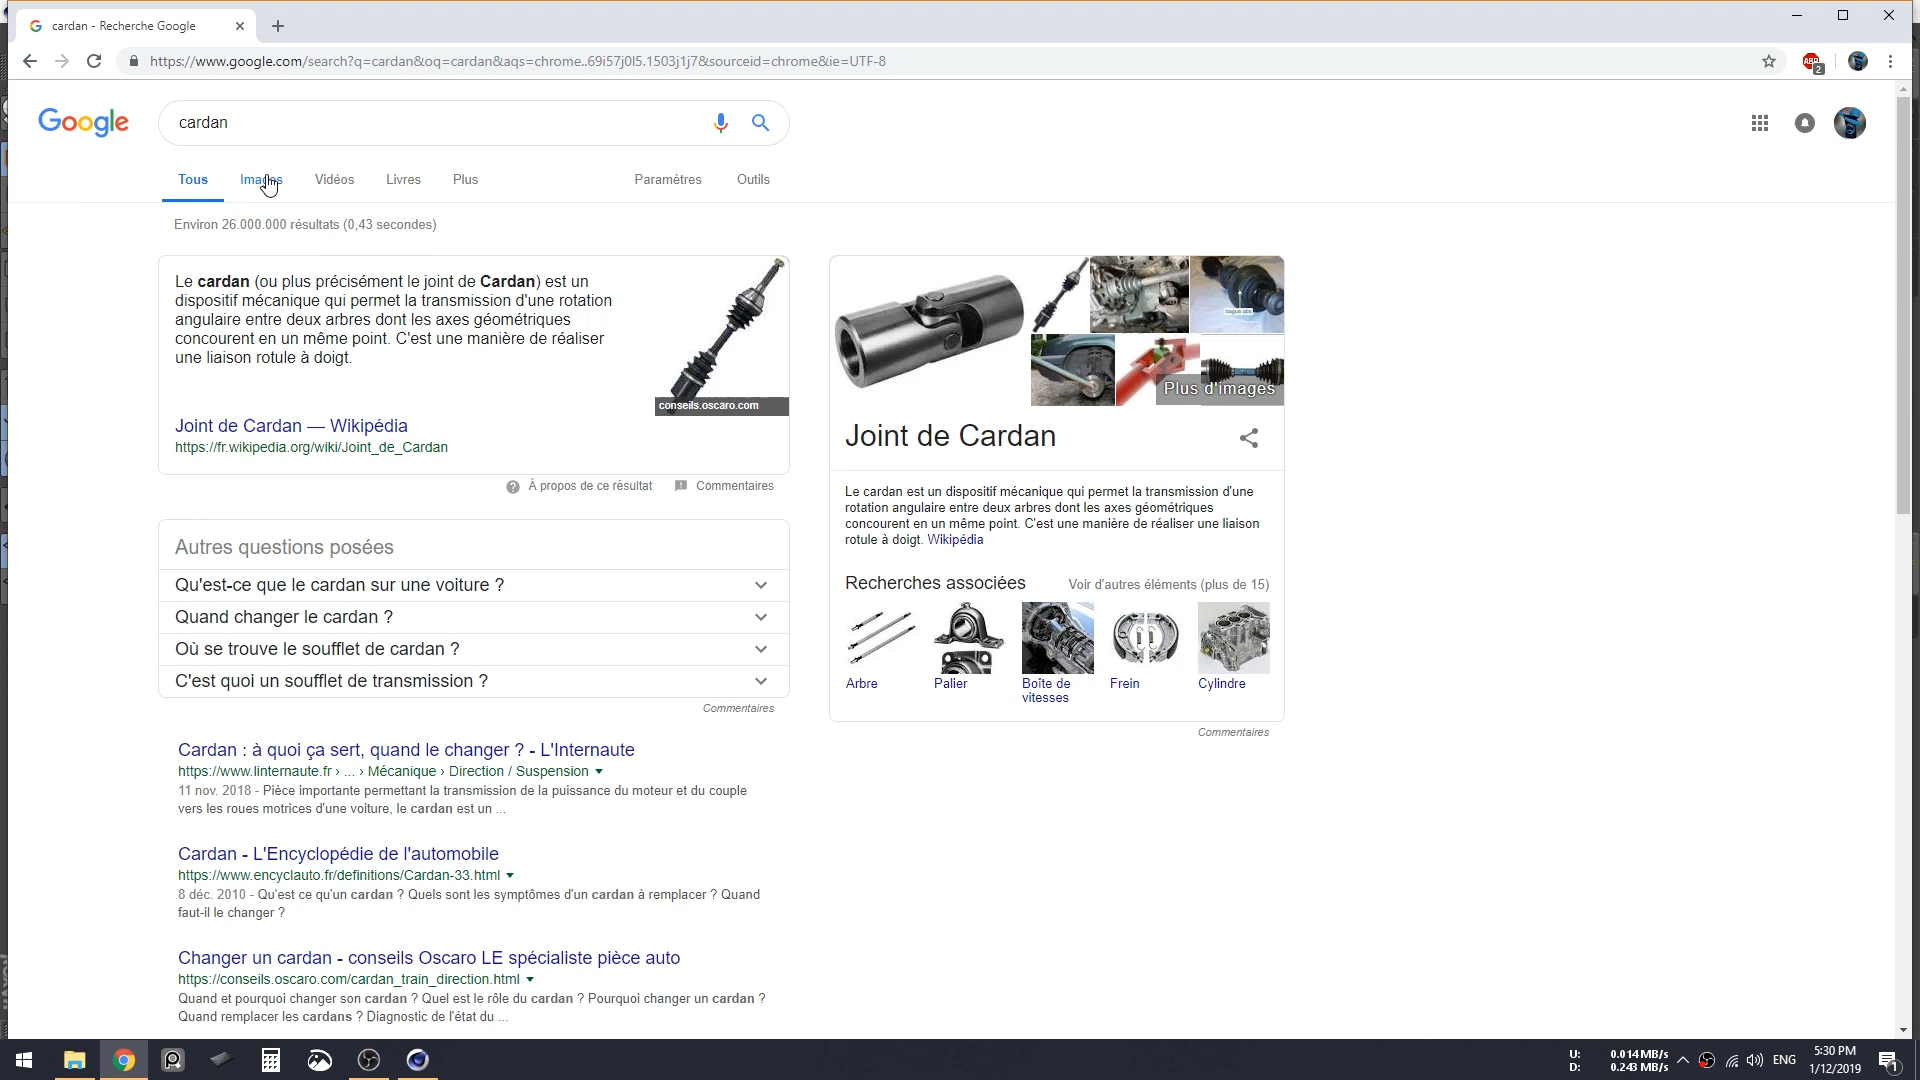 cardan - Recherche Google
https://www.google.com/search?q=cardan&oq=cardan&aqs=chrome..69i57j0l5.1503j1j7&sourceid=chrome&ie=UTF-8
ABP
2
Google
cardan
Tous
Images
Vidéos
Livres
Plus
Paramètres
Outils
Environ 26.000.000 résultats (0,43 secondes)
Le cardan (ou plus précisément le joint de Cardan) est un
dispositif mécanique qui permet la transmission d'une rotation
angulaire entre deux arbres dont les axes géométriques
concourent en un même point. C'est une manière de réaliser
une liaison rotule à doigt.
conseils.oscaro.com
Joint de Cardan — Wikipédia
https://fr.wikipedia.org/wiki/Joint_de_Cardan
À propos de ce résultat
Commentaires
Autres questions posées
Qu'est-ce que le cardan sur une voiture ?
Quand changer le cardan ?
Où se trouve le soufflet de cardan ?
C'est quoi un soufflet de transmission ?
Commentaires
Cardan : à quoi ça sert, quand le changer ? - L'Internaute
https://www.linternaute.fr › ... › Mécanique › Direction / Suspension
11 nov. 2018 - Pièce importante permettant la transmission de la puissance du moteur et du couple
vers les roues motrices d'une voiture, le cardan est un ...
Cardan - L'Encyclopédie de l'automobile
https://www.encyclauto.fr/definitions/Cardan-33.html
8 déc. 2010 - Qu'est ce qu'un cardan ? Quels sont les symptômes d'un cardan à remplacer ? Quand
faut-il le changer ?
Changer un cardan - conseils Oscaro LE spécialiste pièce auto
https://conseils.oscaro.com/cardan_train_direction.html
Quand et pourquoi changer son cardan ? Quel est le rôle du cardan ? Pourquoi changer un cardan ?
Quand remplacer les cardans ? Diagnostic de l'état du ...
Plus d'images
Joint de Cardan
Le cardan est un dispositif mécanique qui permet la transmission d'une
rotation angulaire entre deux arbres dont les axes géométriques
concourent en un même point. C'est une manière de réaliser une liaison
rotule à doigt. Wikipédia
Recherches associées
Voir d'autres éléments (plus de 15)
Arbre
Palier
Boîte de
vitesses
Frein
Cylindre
Commentaires
U: 0.014 MB/s
D: 0.243 MB/s
ENG
5:30 PM
1/12/2019
1